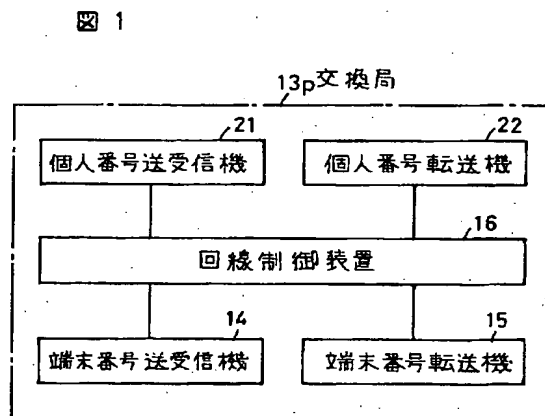 図 1
13p交換局
21
22
個人番号送受信機
個人番号転送機
16
回線制御装置
14
15
端末番号送受信機
端末番号転送機